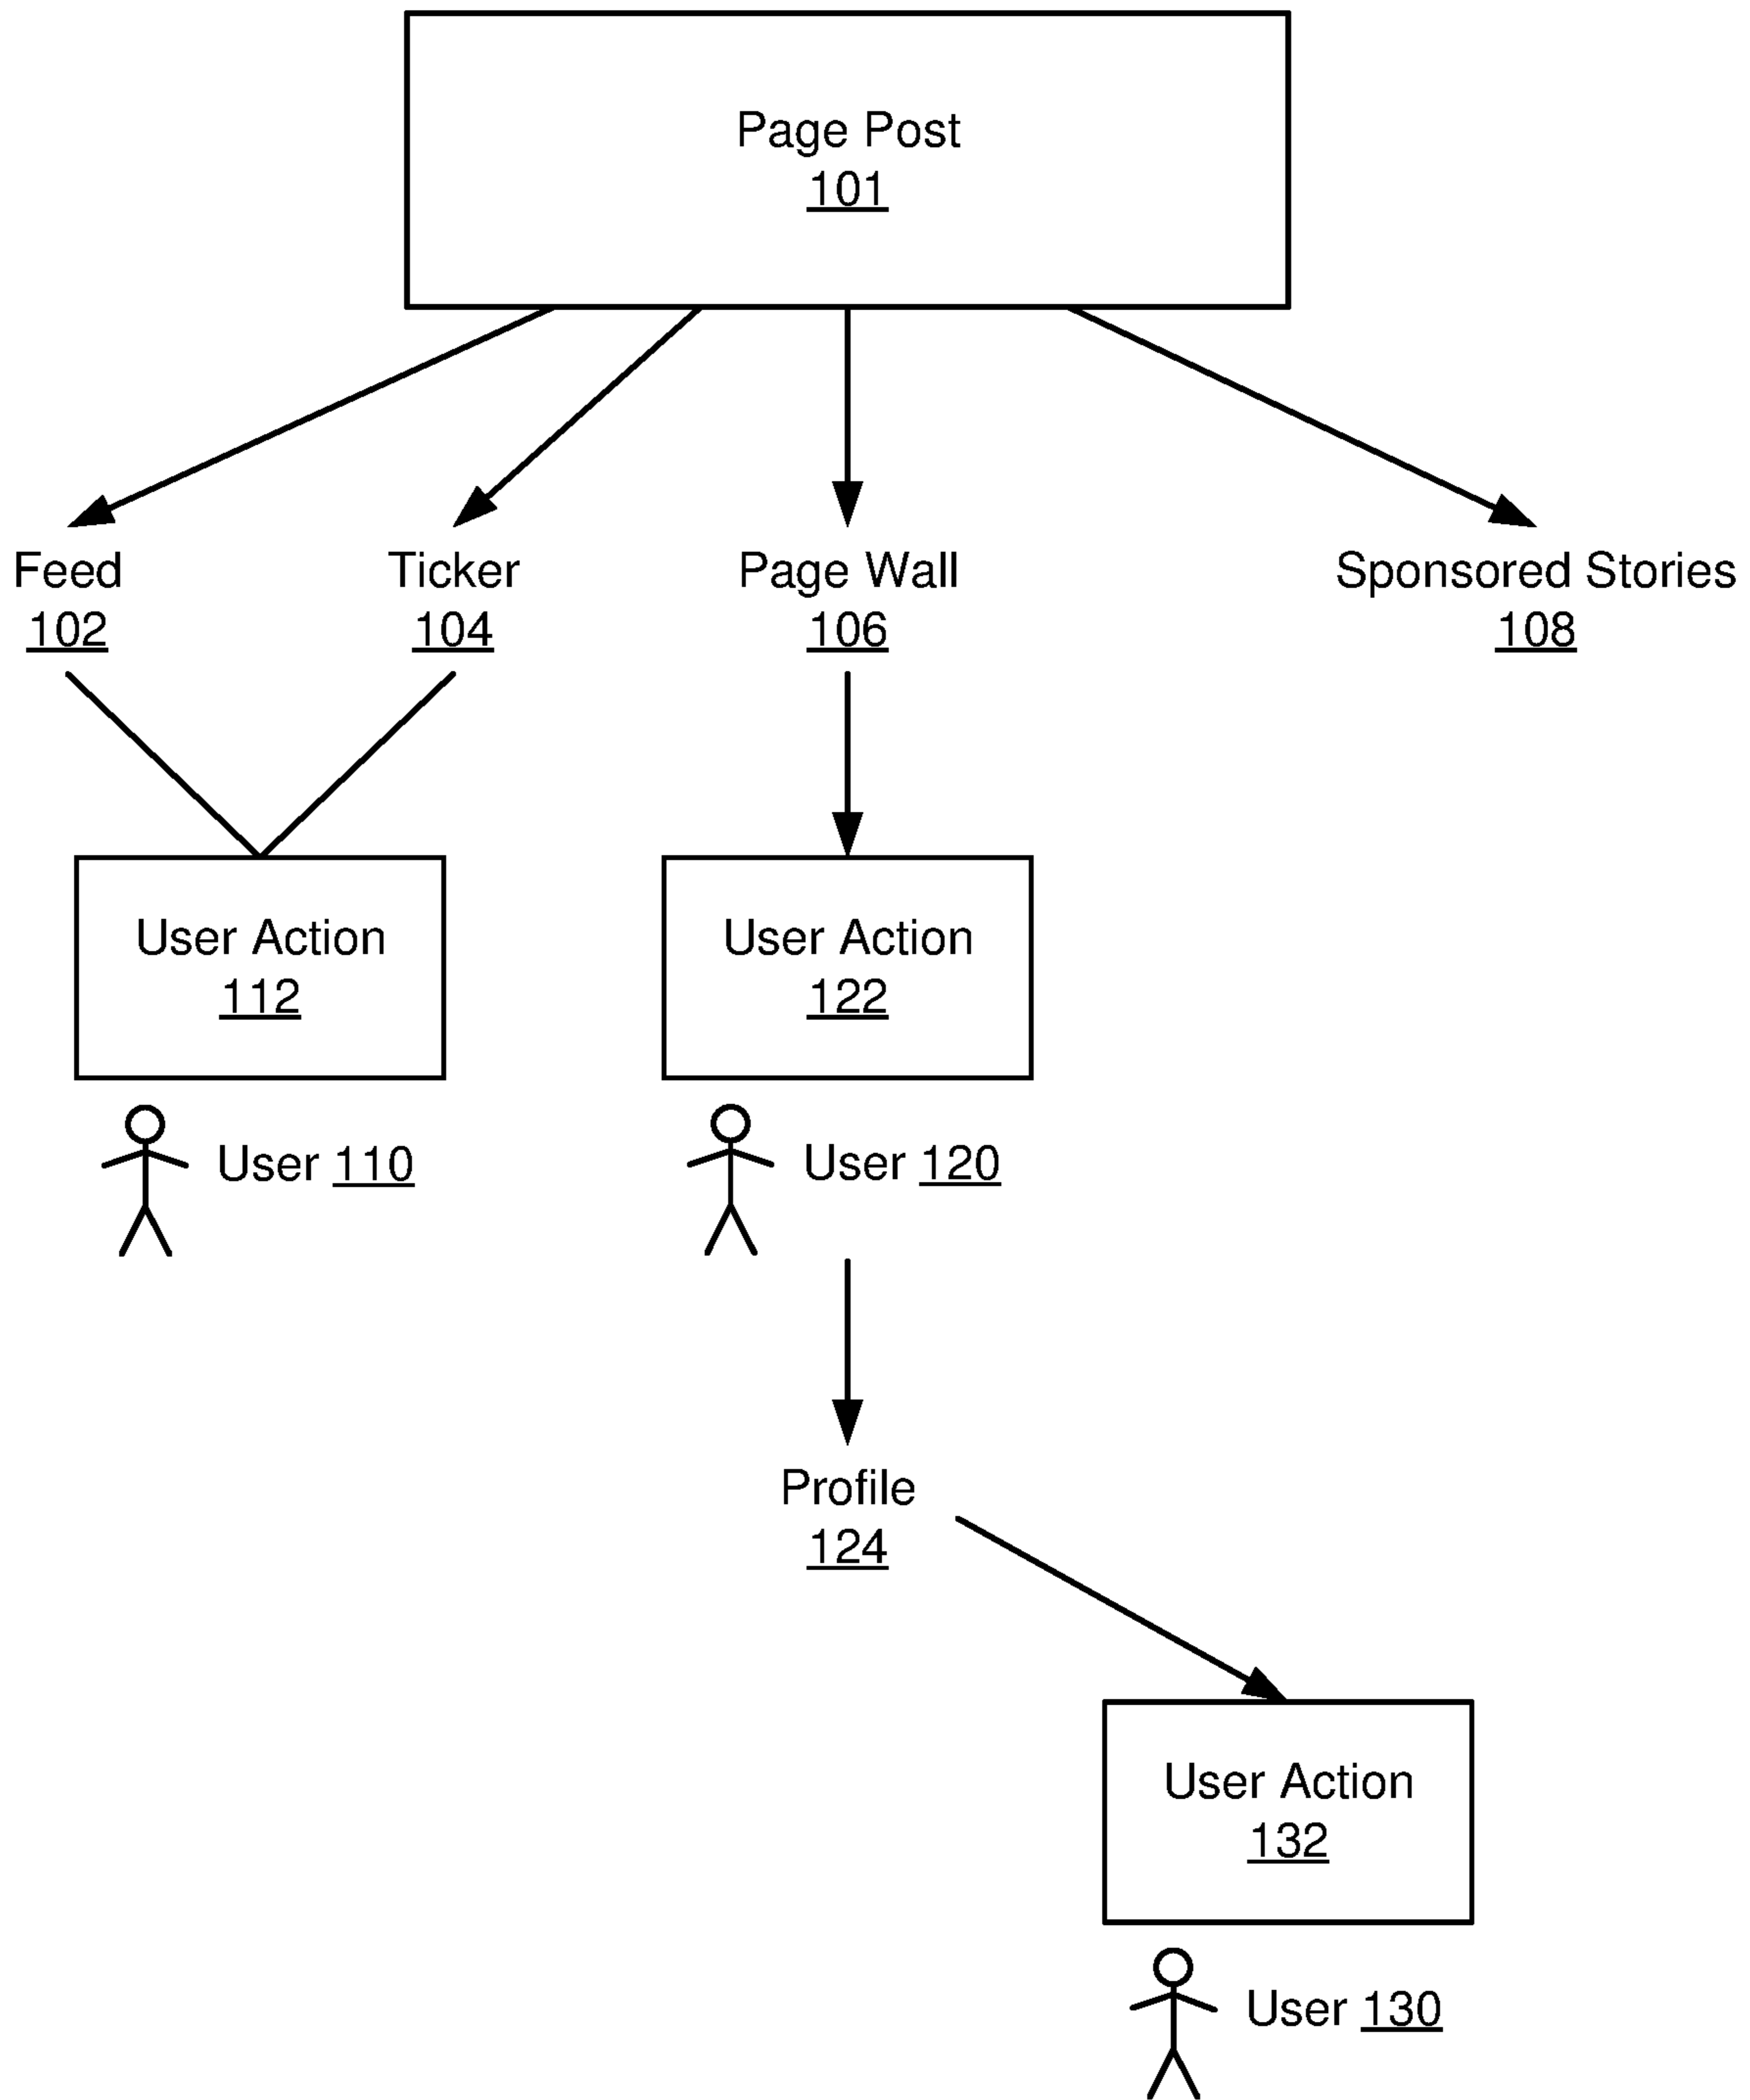 Page Post
101
Feed
102
Ticker
104
Page Wall
106
Sponsored Stories
108
User Action
112
User Action
122
User 110
User 120
Profile
124
User Action
132
User 130